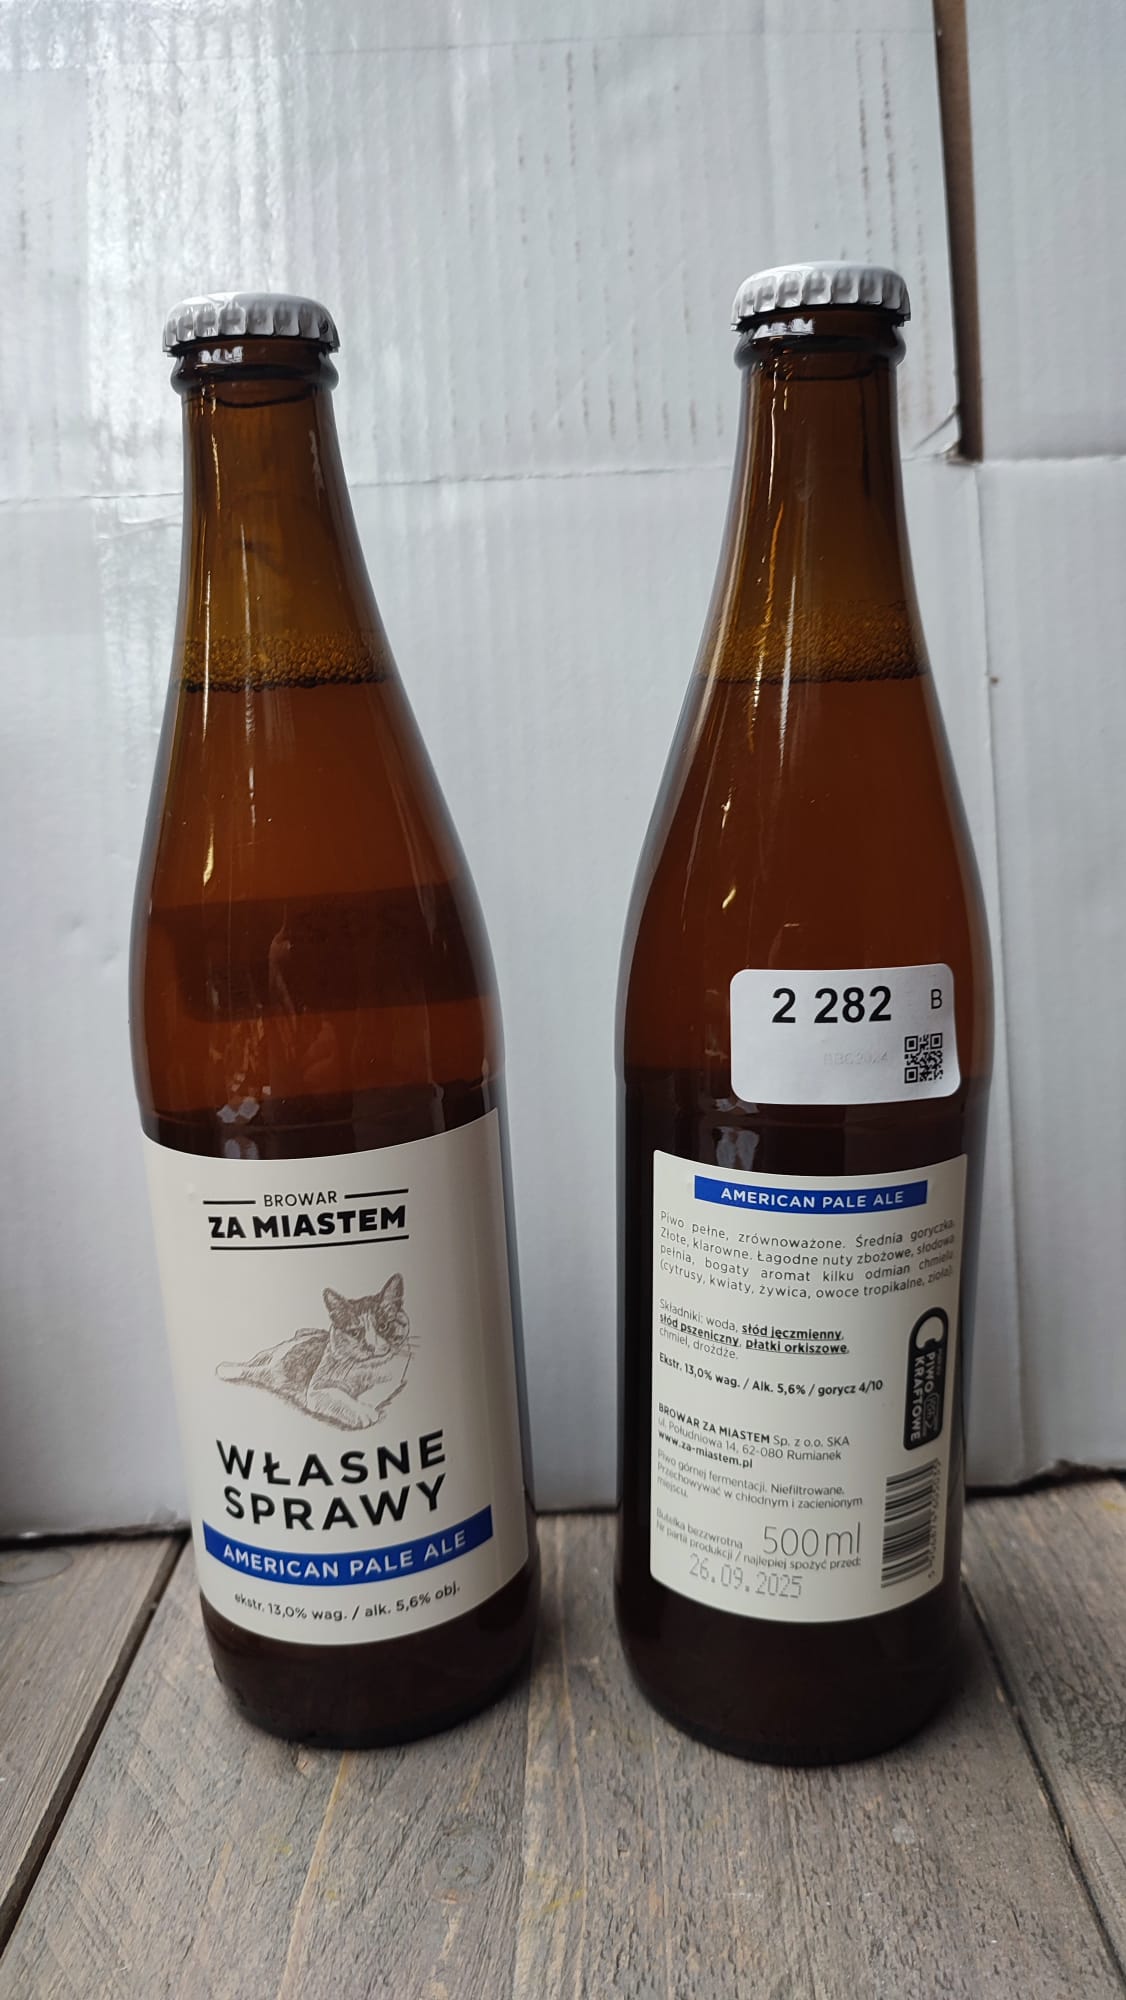 BROWAR
ZA MIASTEM
WŁASNE
SPRAWY
AMERICAN PALE ALE
ekstr. 13,0% wag. / alk. 5,6% obj.
2 282 B
AMERICAN PALE ALE
Piwo pełne, zrównoważone. Średnia goryczka.
Złote, klarowne. Łagodne nuty zbożowe, słodowa
pełnia, bogaty aromat kilku odmian chmielu
(cytrusy, kwiaty, żywica, owoce tropikalne, zioła).
Składniki: woda, słód jęczmienny,
słód pszeniczny, płatki orkiszowe,
chmiel, drożdże.
Ekstr. 13,0% wag. / Alk. 5,6% / gorycz 4/10
PIWO
KRAFTOWE
BROWAR ZA MIASTEM Sp. z o.o. SKA
ul. Południowa 14, 62-080 Rumianek
www.za-miastem.pl
Piwo górnej fermentacji. Niefiltrowane.
Przechowywać w chłodnym i zacienionym
miejscu.
Butelka bezzwrotna 500ml
Nr partii produkcji / najlepiej spożyć przed:
26.09.2025